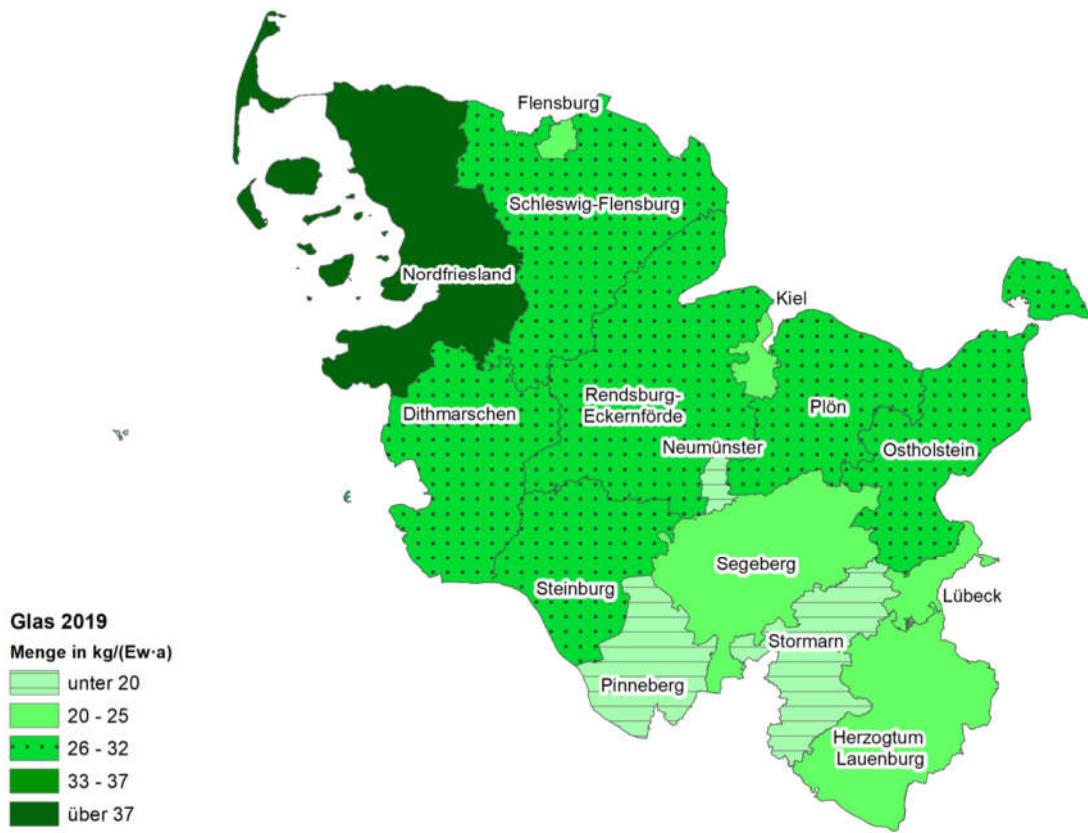 Flensburg
Schleswig-Flensburg
Nordfriesland
Kiel
Rendsburg-
Eckernförde
Plön
Dithmarschen
Neumünster
Ostholstein
Segeberg
Steinburg
Lübeck
Stormarn
Pinneberg
Herzogtum
Lauenburg
Glas 2019
Menge in kg/(Ew·a)
unter 20
20 - 25
26 - 32
33 - 37
über 37